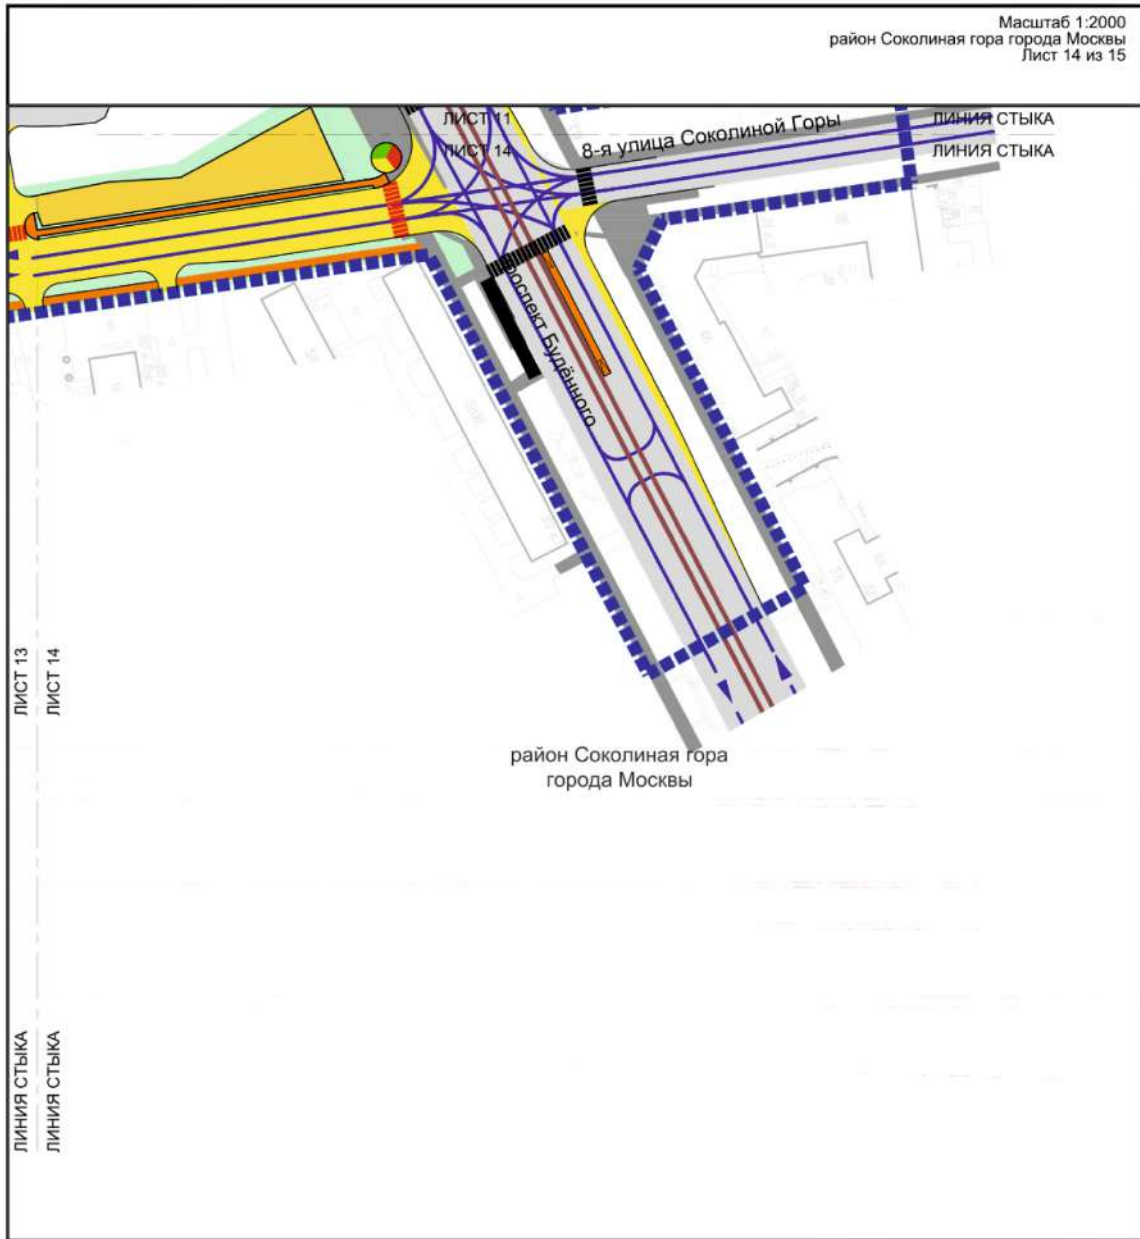 Масштаб 1:2000
район Соколиная гора города Москвы
Лист 14 из 15
ЛИСТ 11
ЛИНИЯ СТЫКА
8-я улица Соколиной Горы
ЛИСТ 14
ЛИНИЯ СТЫКА
роспект Будённого
ЛИСТ 13
ЛИСТ 14
район Соколиная гора
города Москвы
ЛИНИЯ СТЫКА
ЛИНИЯ СТЫКА